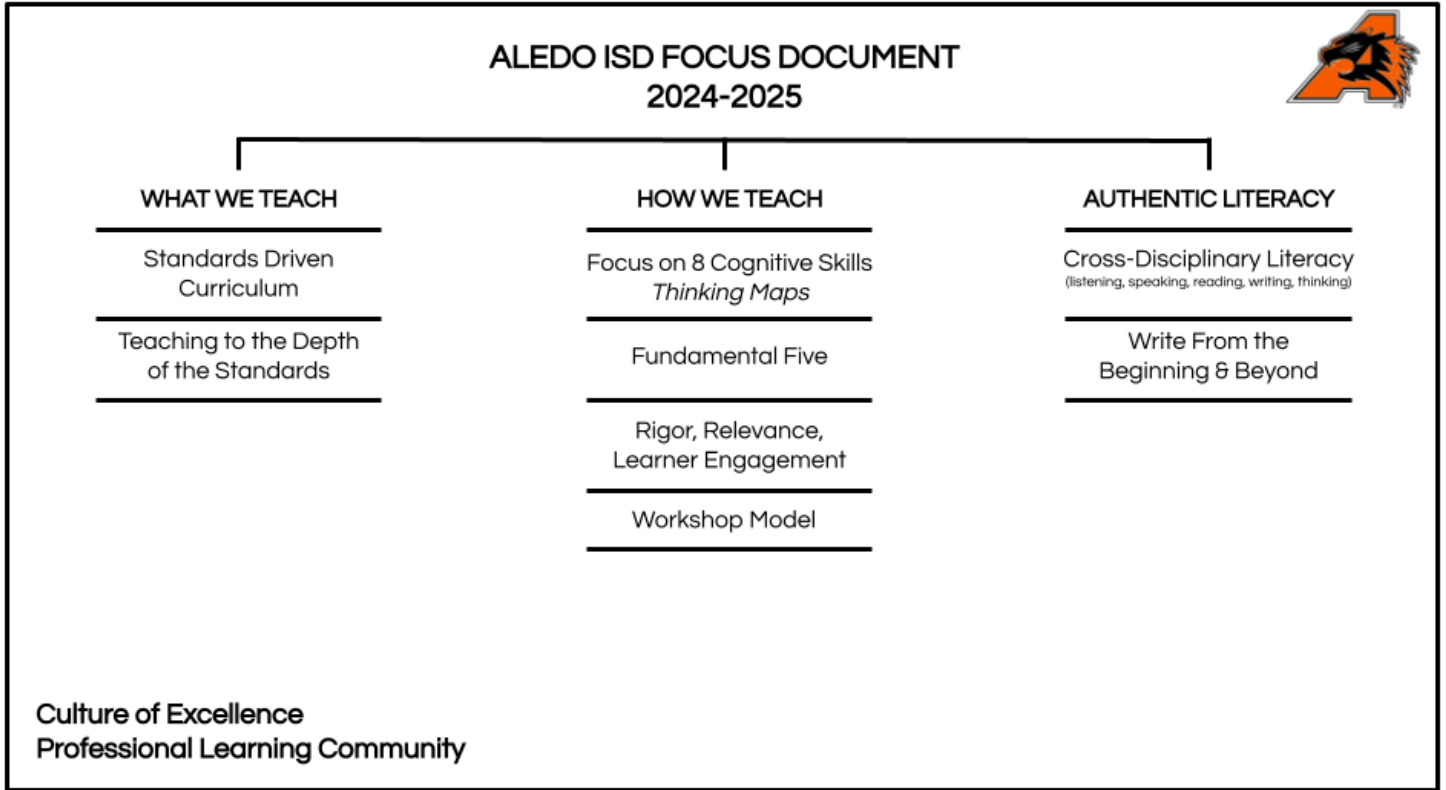 ALEDO ISD FOCUS DOCUMENT
2024-2025
WHAT WE TEACH
Standards Driven
Curriculum
Teaching to the Depth
of the Standards
HOW WE TEACH
Focus on 8 Cognitive Skills
Thinking Maps
Fundamental Five
Rigor, Relevance,
Learner Engagement
Workshop Model
AUTHENTIC LITERACY
Cross-Disciplinary Literacy
(listening, speaking, reading, writing, thinking)
Write From the
Beginning & Beyond
Culture of Excellence
Professional Learning Community